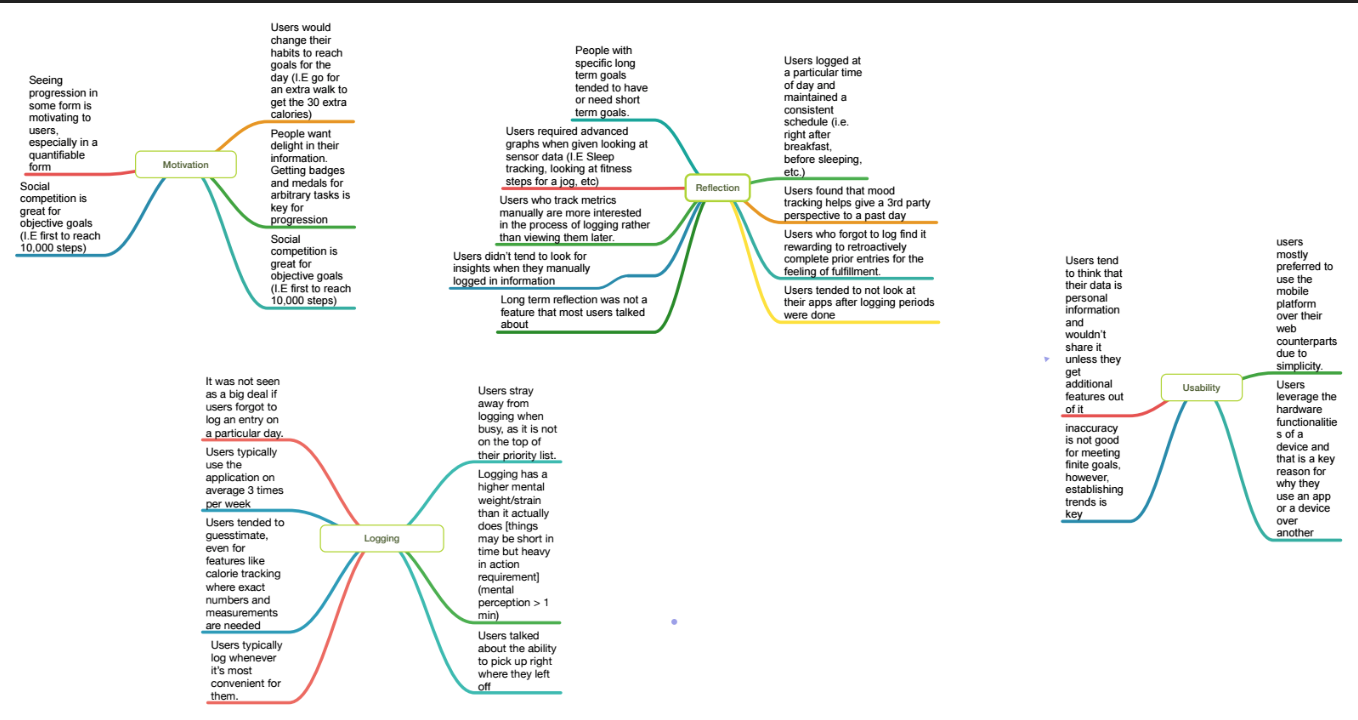 Users would
change their
habits to reach
goals for the
day (I.E go for
an extra walk to
get the 30 extra
calories)
Seeing
progression in
some form is
motivating to
users,
especially in a
quantifiable
form
Motivation
People want
delight in their
information.
Getting badges
and medals for
arbitrary tasks is
key for
progression
Social
competition is
great for
objective goals
(I.E first to reach
10,000 steps)
Social
competition is
great for
objective goals
(I.E first to reach
10,000 steps)
People with
specific long
term goals
tended to have
or need short
term goals.
Users required advanced
graphs when given looking at
sensor data (I.E Sleep
tracking, looking at fitness
steps for a jog, etc)
Users who track metrics
manually are more interested
in the process of logging rather
than viewing them later.
Users didn't tend to look for
insights when they manually
logged in information
Long term reflection was not a
feature that most users talked
about
Reflection
Users logged at
a particular time
of day and
maintained a
consistent
schedule (i.e.
right after
breakfast,
before sleeping,
etc.)
Users found that mood
tracking helps give a 3rd party
perspective to a past day
Users who forgot to log find it
rewarding to retroactively
complete prior entries for the
feeling of fulfillment.
Users tended to not look at
their apps after logging periods
were done
Users tend
to think that
their data is
personal
information
and
wouldn't
share it
unless they
get
additional
features out
of it
inaccuracy
is not good
for meeting
finite goals,
however,
establishing
trends is
key
Usability
users
mostly
preferred to
use the
mobile
platform
over their
web
counterparts
due to
simplicity.
Users
leverage the
hardware
functionalitie
s of a
device and
that is a key
reason for
why they
use an app
or a device
over
another
It was not seen
as a big deal if
users forgot to
log an entry on
a particular day.
Users typically
use the
application on
average 3 times
per week
Users tended to
guesstimate,
even for
features like
calorie tracking
where exact
numbers and
measurements
are needed
Users typically
log whenever
it's most
convenient for
them.
Logging
Users stray
away from
logging when
busy, as it is not
on the top of
their priority list.
Logging has a
higher mental
weight/strain
than it actually
does [things
may be short in
time but heavy
in action
requirement]
(mental
perception > 1
min)
Users talked
about the ability
to pick up right
where they left
off